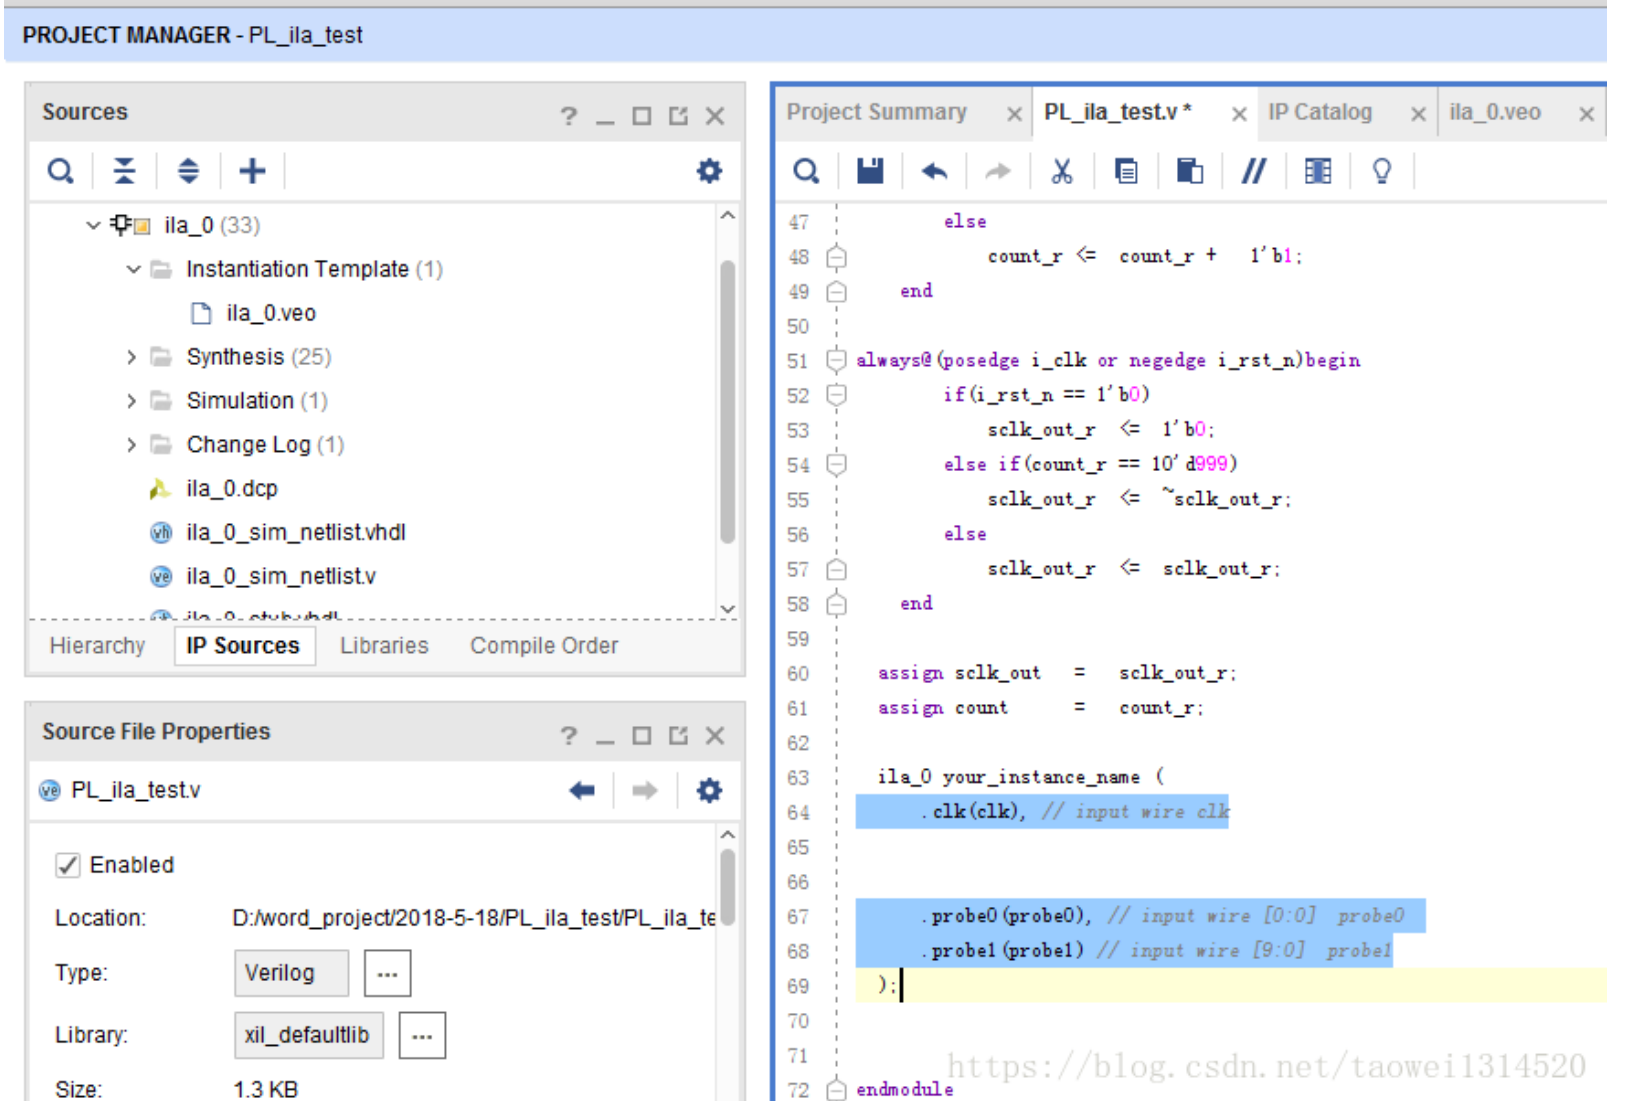 PROJECT MANAGER - PL_ila_test
Sources
ila_0 (33)
Instantiation Template (1)
ila_0.veo
Synthesis (25)
Simulation (1)
Change Log (1)
ila_0.dcp
ila_0_sim_netlist.vhdl
ila_0_sim_netlist.v
Hierarchy IP Sources Libraries Compile Order
Source File Properties
PL_ila_test.v
Enabled
Location: D:/word_project/2018-5-18/PL_ila_test/PL_ila_te
Type: Verilog ...
Library: xil_defaultlib ...
Size: 1.3 KB
Project Summary PL_ila_test.v * IP Catalog ila_0.veo
47 else
48 count_r <= count_r + 1'b1;
49 end
50
51 always@(posedge i_clk or negedge i_rst_n)begin
52 if(i_rst_n == 1'b0)
53 sclk_out_r <= 1'b0;
54 else if(count_r == 10'd999)
55 sclk_out_r <= ~sclk_out_r;
56 else
57 sclk_out_r <= sclk_out_r;
58 end
59
60 assign sclk_out = sclk_out_r;
61 assign count = count_r;
62
63 ila_0 your_instance_name (
64 .clk(clk), // input wire clk
65
66
67 .probe0(probe0), // input wire [0:0] probe0
68 .probe1(probe1) // input wire [9:0] probe1
69 );
70
71
72 endmodule
https://blog.csdn.net/taowei1314520